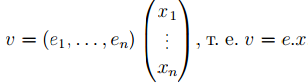 v = (e₁, . . . , eₙ) (x₁ ⋮ xₙ), т. е. v = e.x